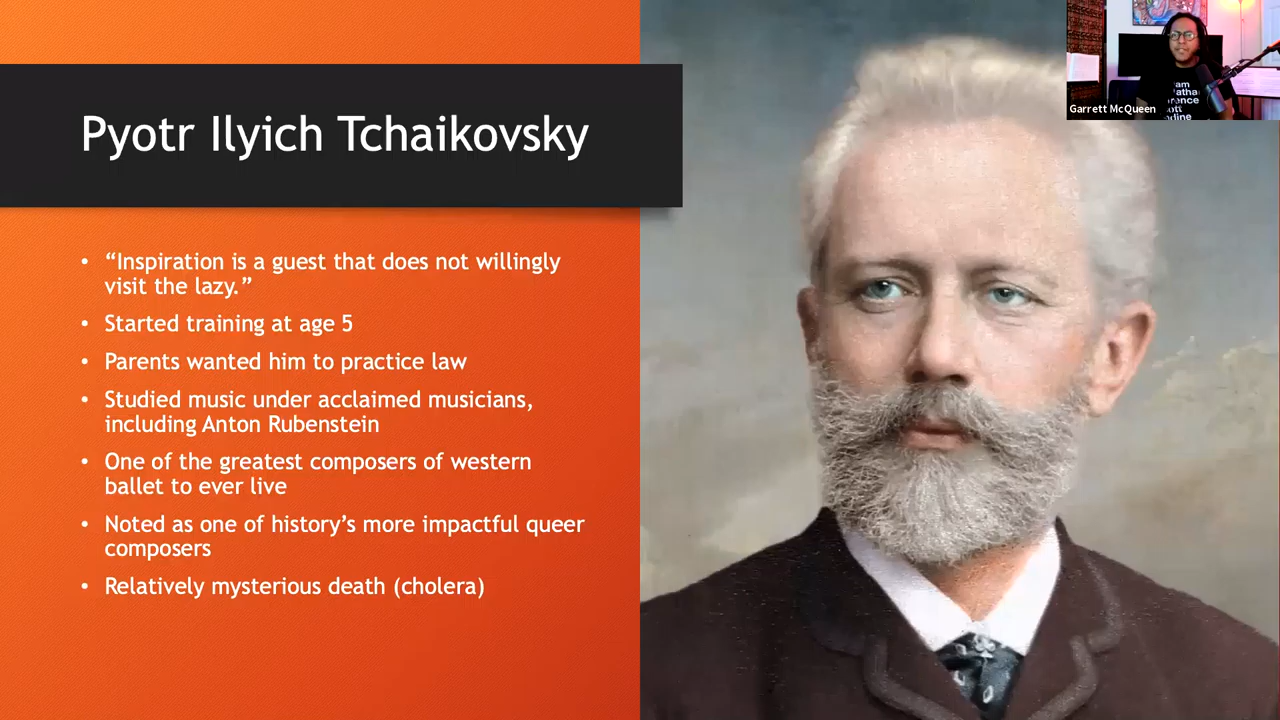 Pyotr Ilyich Tchaikovsky
• “Inspiration is a guest that does not willingly
visit the lazy.”
• Started training at age 5
• Parents wanted him to practice law
• Studied music under acclaimed musicians,
including Anton Rubenstein
• One of the greatest composers of western
ballet to ever live
• Noted as one of history’s more impactful queer
composers
• Relatively mysterious death (cholera)
Garrett McQueen